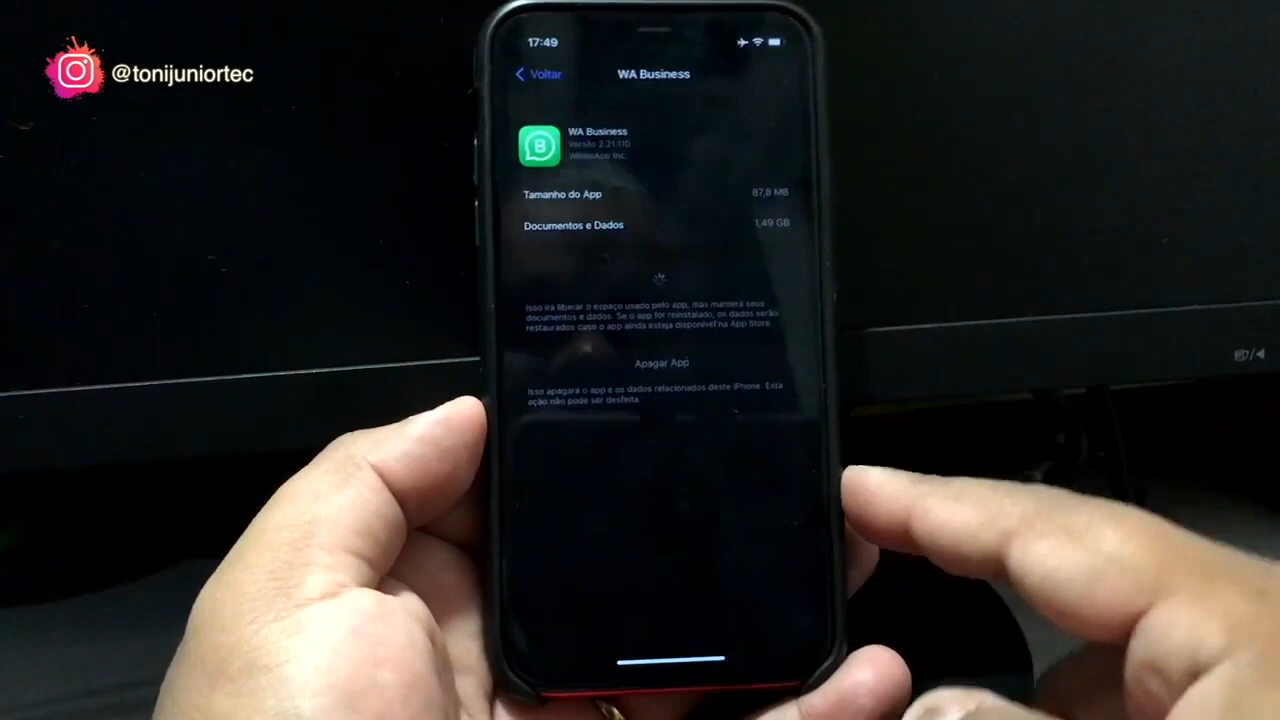 @tonijuniortec
17:49
Voltar
WA Business
WA Business
Versão 2.21.110
WhatsApp Inc.
Tamanho do App
87,8 MB
Documentos e Dados
1,49 GB
Isso irá liberar o espaço usado pelo app, mas manterá seus
documentos e dados. Se o app for reinstalado, os dados serão
restaurados caso o app ainda esteja disponível na App Store.
Apagar App
Isso apagará o app e os dados relacionados deste iPhone. Esta
ação não pode ser desfeita.